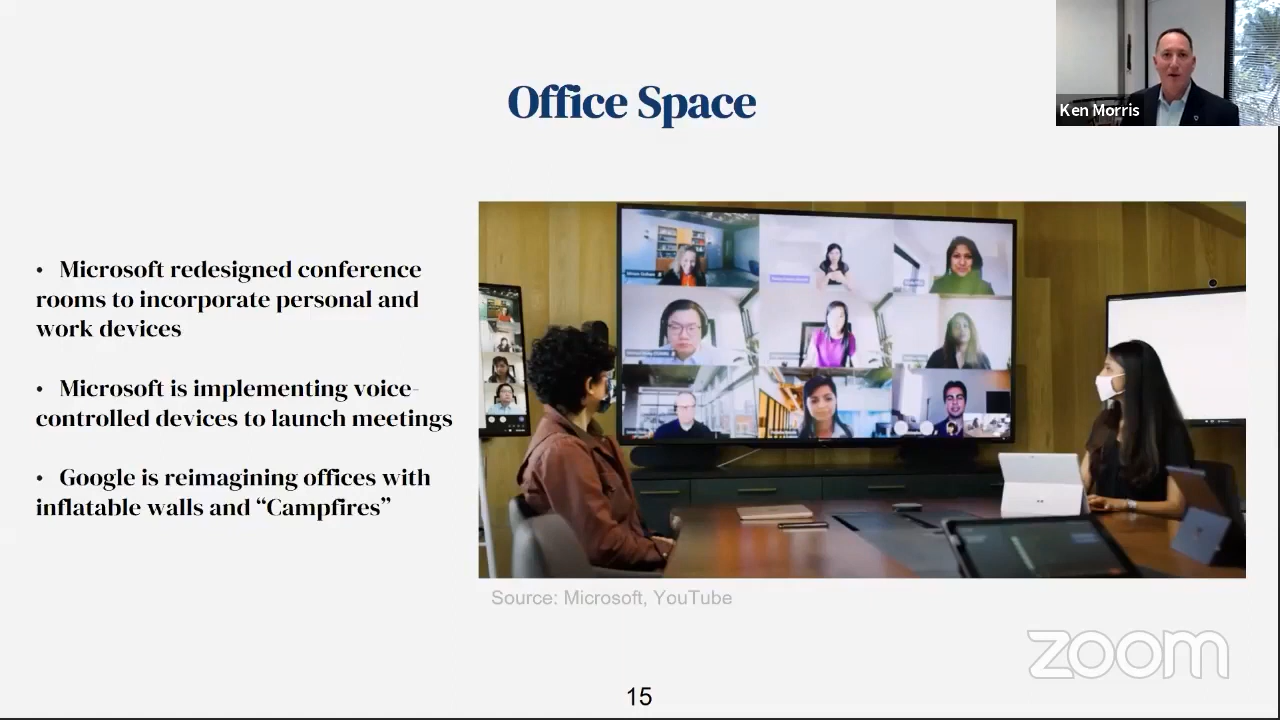 Ken Morris
Office Space
• Microsoft redesigned conference
rooms to incorporate personal and
work devices
• Microsoft is implementing voice-
controlled devices to launch meetings
• Google is reimagining offices with
inflatable walls and “Campfires”
Source: Microsoft, YouTube
zoom
15